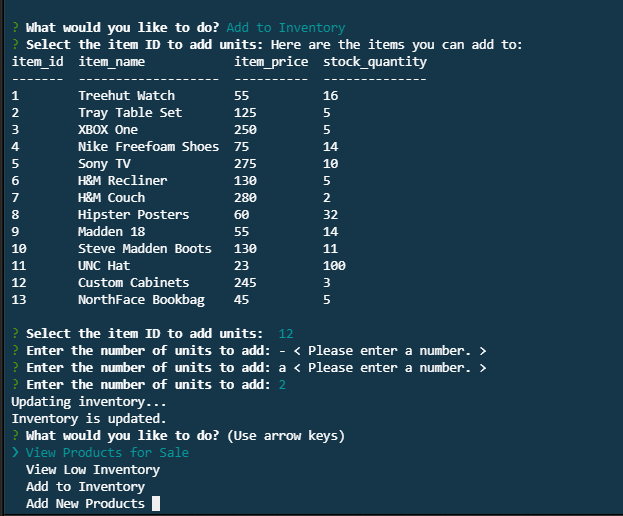 ? What would you like to do? Add to Inventory
? Select the item ID to add units: Here are the items you can add to:
item_id  item_name            item_price  stock_quantity
-------  -------------------  ----------  --------------
1        Treehut Watch        55          16
2        Tray Table Set       125         5
3        XBOX One             250         5
4        Nike Freefoam Shoes  75          14
5        Sony TV              275         10
6        H&M Recliner         130         5
7        H&M Couch            280         2
8        Hipster Posters      60          32
9        Madden 18            55          14
10       Steve Madden Boots   130         11
11       UNC Hat              23          100
12       Custom Cabinets      245         3
13       NorthFace Bookbag    45          5
? Select the item ID to add units:  12
? Enter the number of units to add: - < Please enter a number. >
? Enter the number of units to add: a < Please enter a number. >
? Enter the number of units to add: 2
Updating inventory...
Inventory is updated.
? What would you like to do? (Use arrow keys)
❯ View Products for Sale
  View Low Inventory
  Add to Inventory
  Add New Products